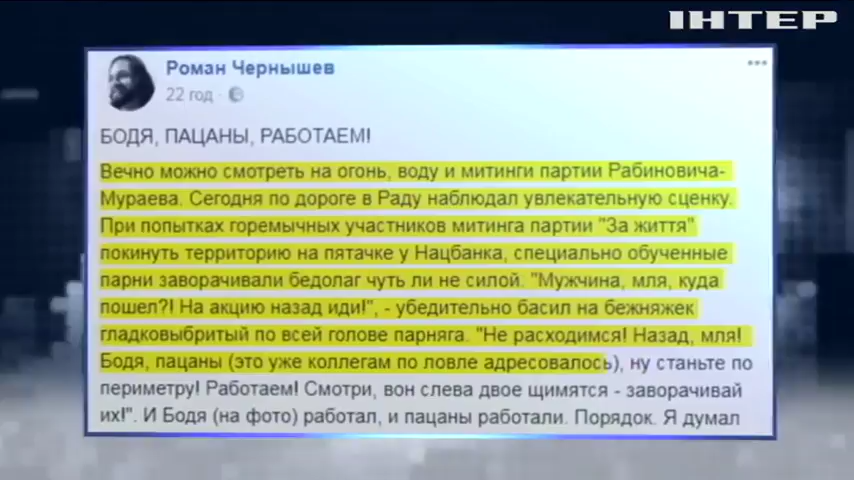 ІНТЕР
Роман Чернышев
22 год ·
БОДЯ, ПАЦАНЫ, РАБОТАЕМ!
Вечно можно смотреть на огонь, воду и митинги партии Рабиновича-
Мураева. Сегодня по дороге в Раду наблюдал увлекательную сценку.
При попытках горемычных участников митинга партии "За життя"
покинуть территорию на пятачке у Нацбанка, специально обученные
парни заворачивали бедолаг чуть ли не силой. "Мужчина, мля, куда
пошел?! На акцию назад иди!", - убедительно басил на бежняжек
гладковыбритый по всей голове парняга. "Не расходимся! Назад, мля!
Бодя, пацаны (это уже коллегам по ловле адресовалось), ну станьте по
периметру! Работаем! Смотри, вон слева двое щимятся - заворачивай
их!". И Бодя (на фото) работал, и пацаны работали. Порядок. Я думал